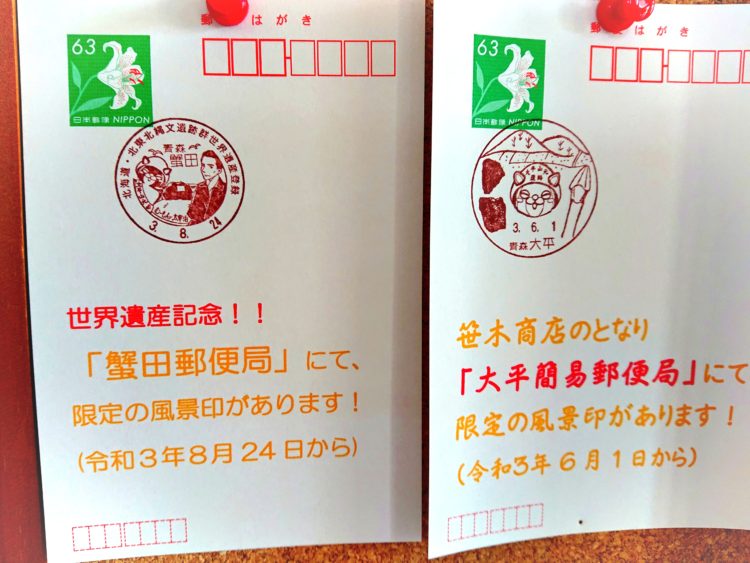 郵便はがき
63
日本郵便 NIPPON
北海道・北東北縄文遺跡群世界遺産登録
青森
蟹田
3. 8. 24
世界遺産記念！！
「蟹田郵便局」にて、
限定の風景印があります！
(令和３年８月 24 日から)
郵便はがき
63
日本郵便 NIPPON
3. 6. 1
青森 大平
笹木商店のとなり
「大平簡易郵便局」にて
限定の風景印があります！
(令和3年 6 月 1 日から)